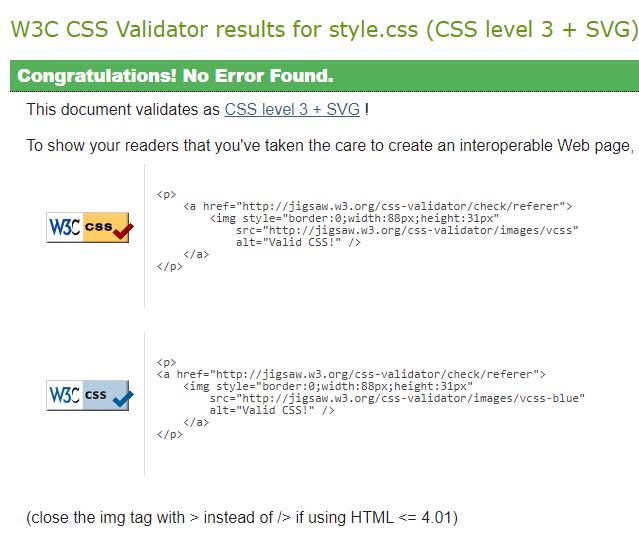 W3C CSS Validator results for style.css (CSS level 3 + SVG)
Congratulations! No Error Found.
This document validates as CSS level 3 + SVG !
To show your readers that you've taken the care to create an interoperable Web page,
W3C css
<p>
<a href="http://jigsaw.w3.org/css-validator/check/referer">
<img style="border:0;width:88px;height:31px"
src="http://jigsaw.w3.org/css-validator/images/vcss"
alt="Valid CSS!" />
</a>
</p>
W3C css
<p>
<a href="http://jigsaw.w3.org/css-validator/check/referer">
<img style="border:0;width:88px;height:31px"
src="http://jigsaw.w3.org/css-validator/images/vcss-blue"
alt="Valid CSS!" />
</a>
</p>
(close the img tag with > instead of /> if using HTML <= 4.01)